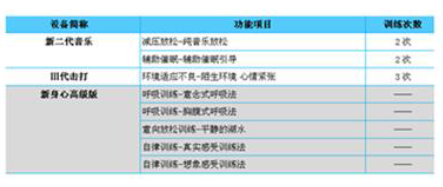 设备简称 功能项目 训练次数
新二代音乐 减压放松-纯音乐放松 2 次
辅助催眠-辅助催眠引导 2 次
III代击打 环境适应不良-陌生环境 心情紧张 3 次
新身心高级版 呼吸训练-意念式呼吸法 ——
呼吸训练-胸腹式呼吸法 ——
意向放松训练-平静的湖水 ——
自律训练-真实感受训练法 ——
自律训练-想象感受训练法 ——